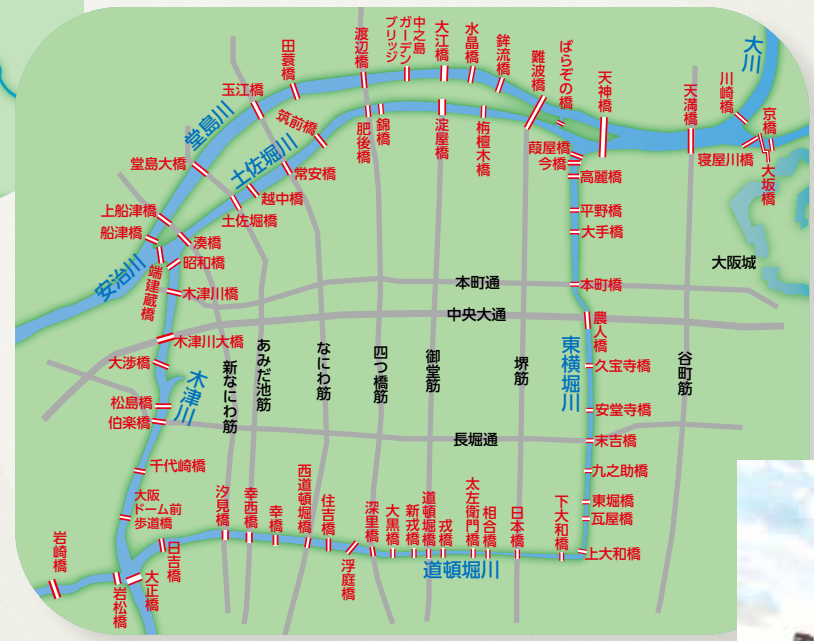 大川
堂島川
土佐堀川
安治川
木津川
東横堀川
道頓堀川
渡辺橋
中之島
ガーデン
ブリッジ
大江橋
水晶橋
鉾流橋
難波橋
ばらぞの橋
天神橋
天満橋
川崎橋
京橋
寝屋川橋
大坂橋
田蓑橋
玉江橋
堂島大橋
上船津橋
船津橋
筑前橋
常安橋
越中橋
土佐堀橋
湊橋
昭和橋
端建蔵橋
木津川橋
木津川大橋
大渉橋
松島橋
伯楽橋
千代崎橋
大阪
ドーム前
歩道橋
岩崎橋
岩松橋
大正橋
日吉橋
肥後橋
錦橋
淀屋橋
栴檀木橋
葭屋橋
今橋
高麗橋
平野橋
大手橋
本町橋
農人橋
久宝寺橋
安堂寺橋
末吉橋
九之助橋
東堀橋
瓦屋橋
上大和橋
下大和橋
汐見橋
幸西橋
幸橋
西道頓堀橋
住吉橋
浮庭橋
深里橋
大黒橋
新戎橋
道頓堀橋
戎橋
太左衛門橋
相合橋
日本橋
大阪城
本町通
中央大通
長堀通
新なにわ筋
あみだ池筋
なにわ筋
四つ橋筋
御堂筋
堺筋
谷町筋